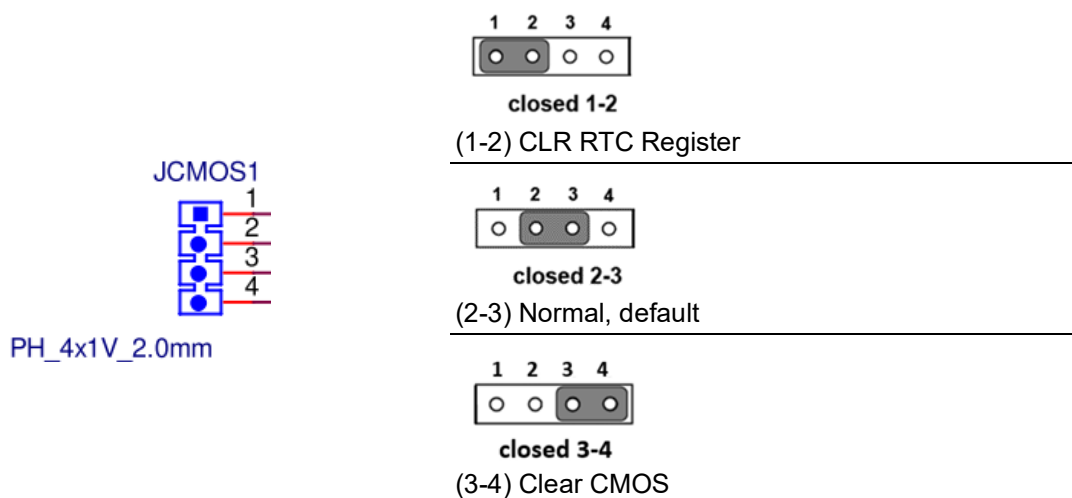 JCMOS1
1
2
3
4
PH_4x1V_2.0mm
1 2 3 4
closed 1-2
(1-2) CLR RTC Register
1 2 3 4
closed 2-3
(2-3) Normal, default
1 2 3 4
closed 3-4
(3-4) Clear CMOS